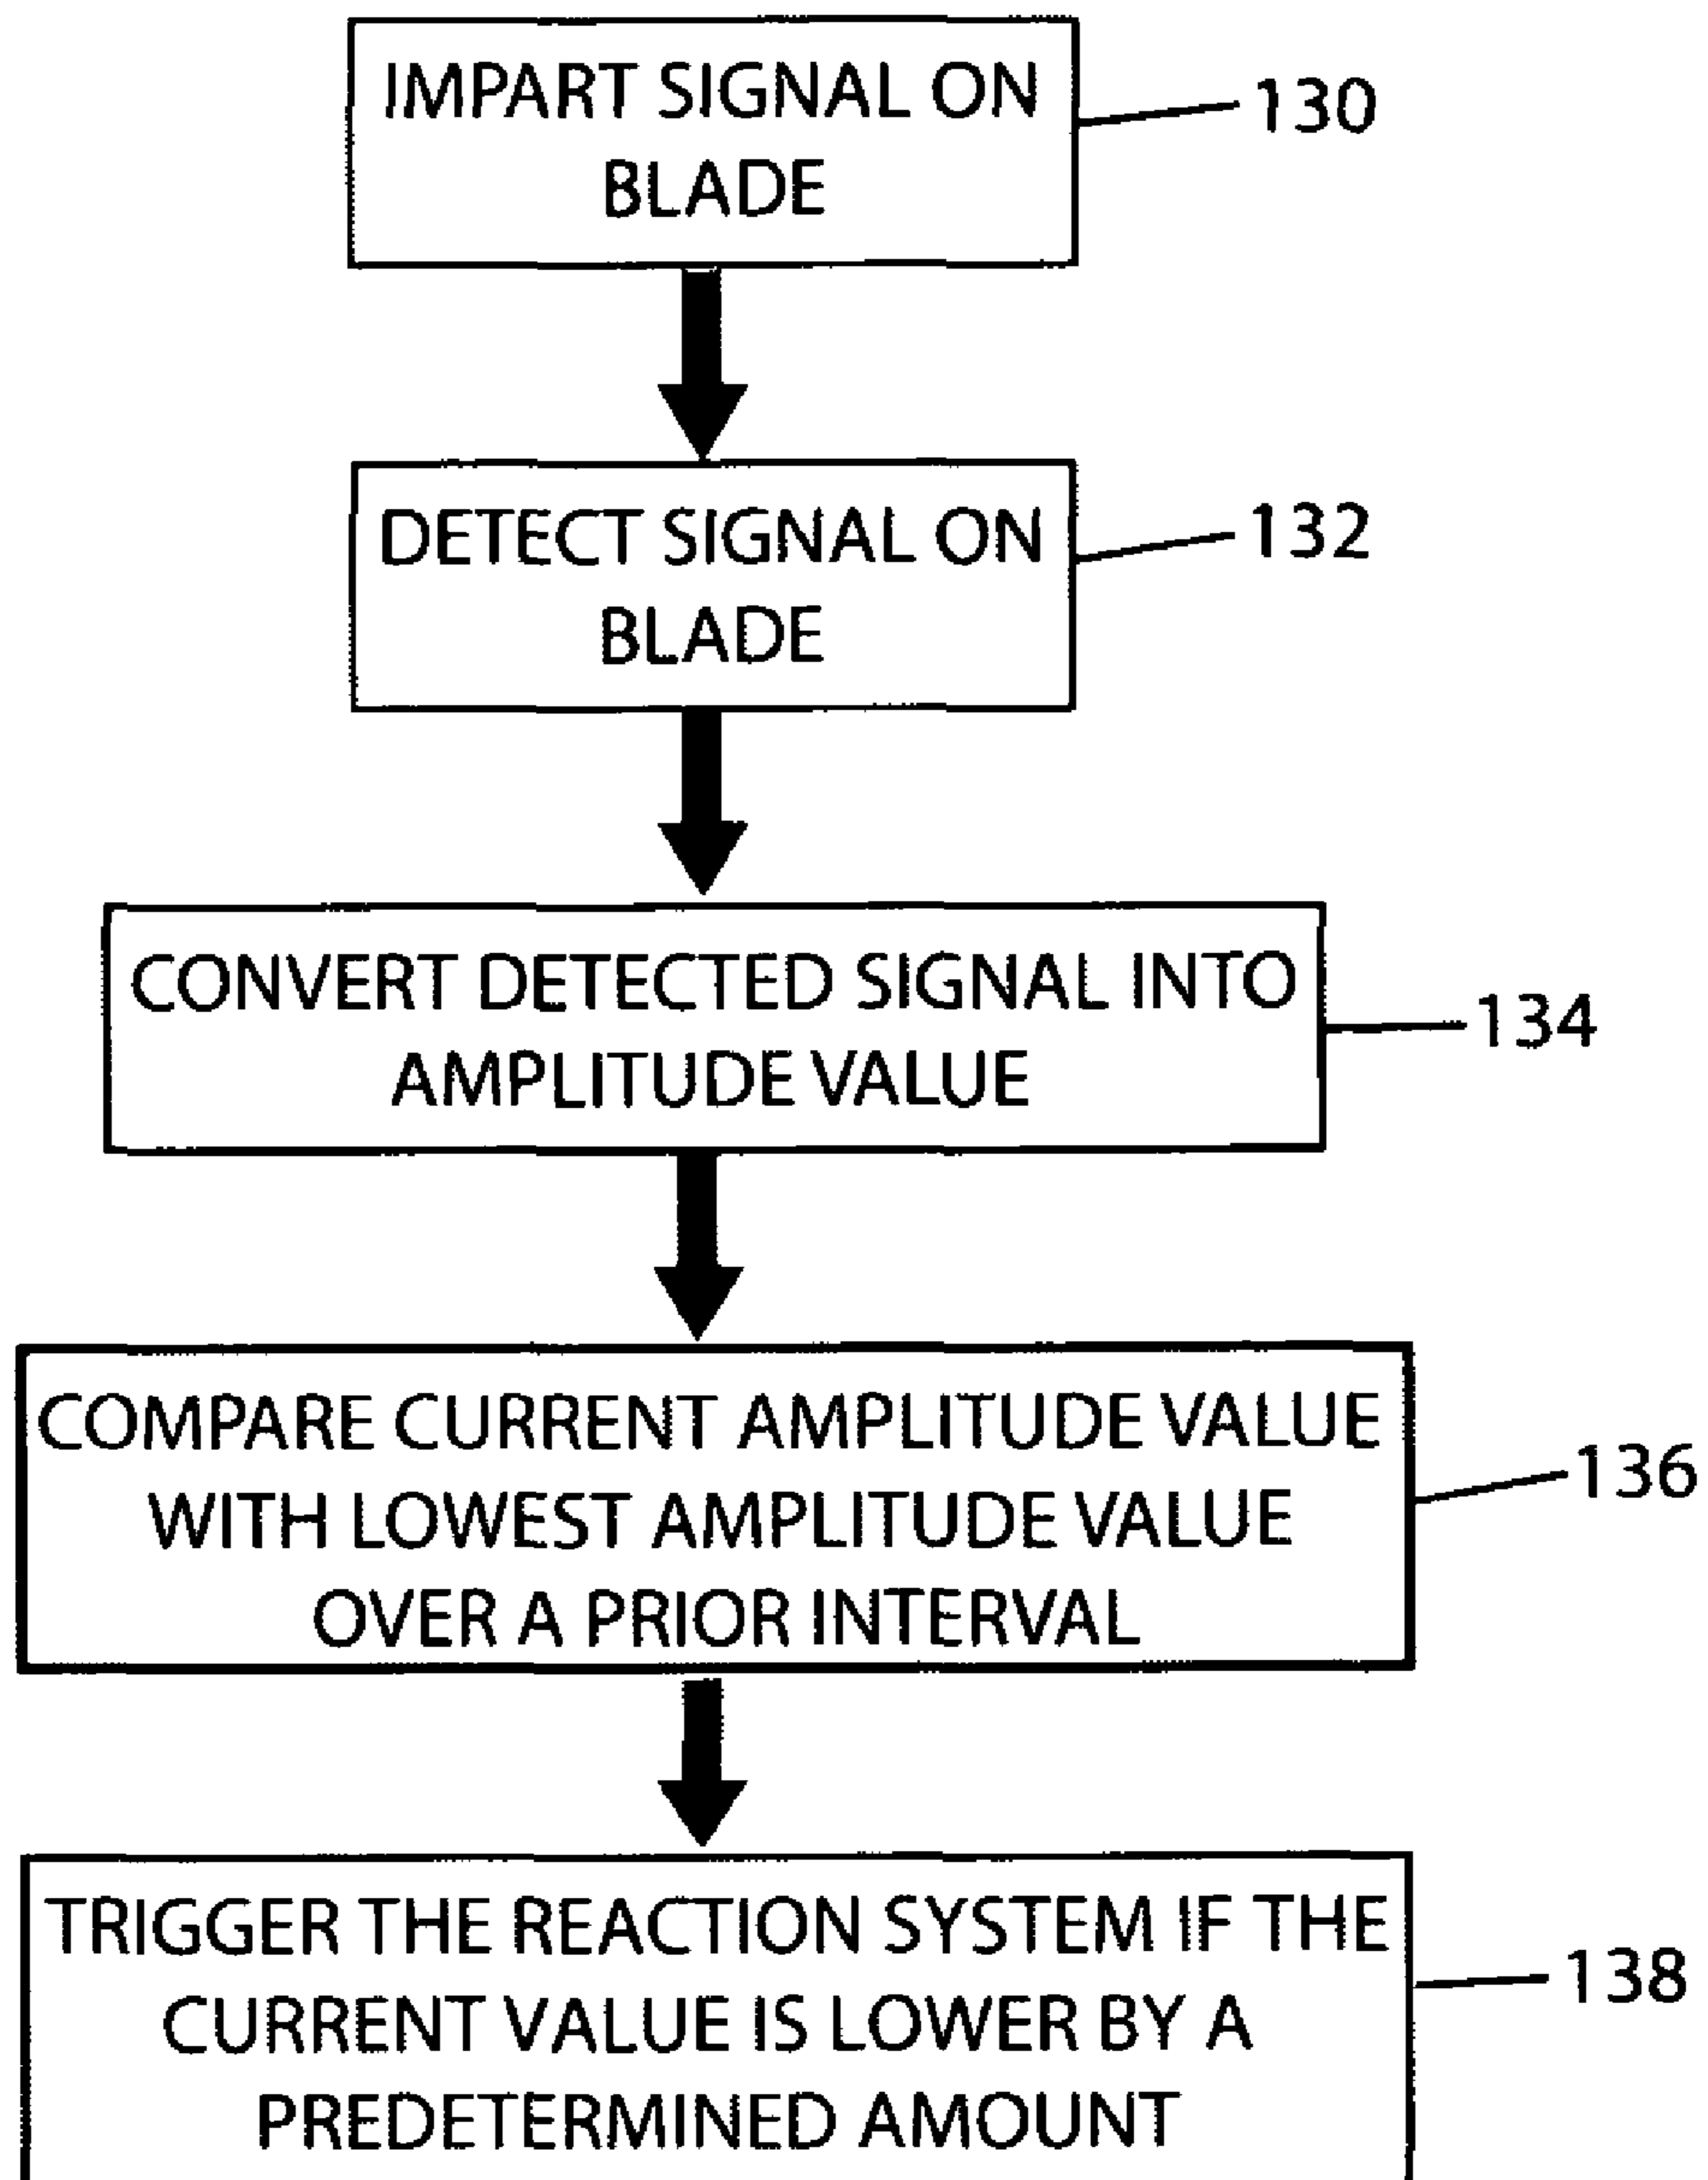 IMPART SIGNAL ON
BLADE
130
DETECT SIGNAL ON
BLADE
132
CONVERT DETECTED SIGNAL INTO
AMPLITUDE VALUE
134
COMPARE CURRENT AMPLITUDE VALUE
WITH LOWEST AMPLITUDE VALUE
OVER A PRIOR INTERVAL
136
TRIGGER THE REACTION SYSTEM IF THE
CURRENT VALUE IS LOWER BY A
PREDETERMINED AMOUNT
138